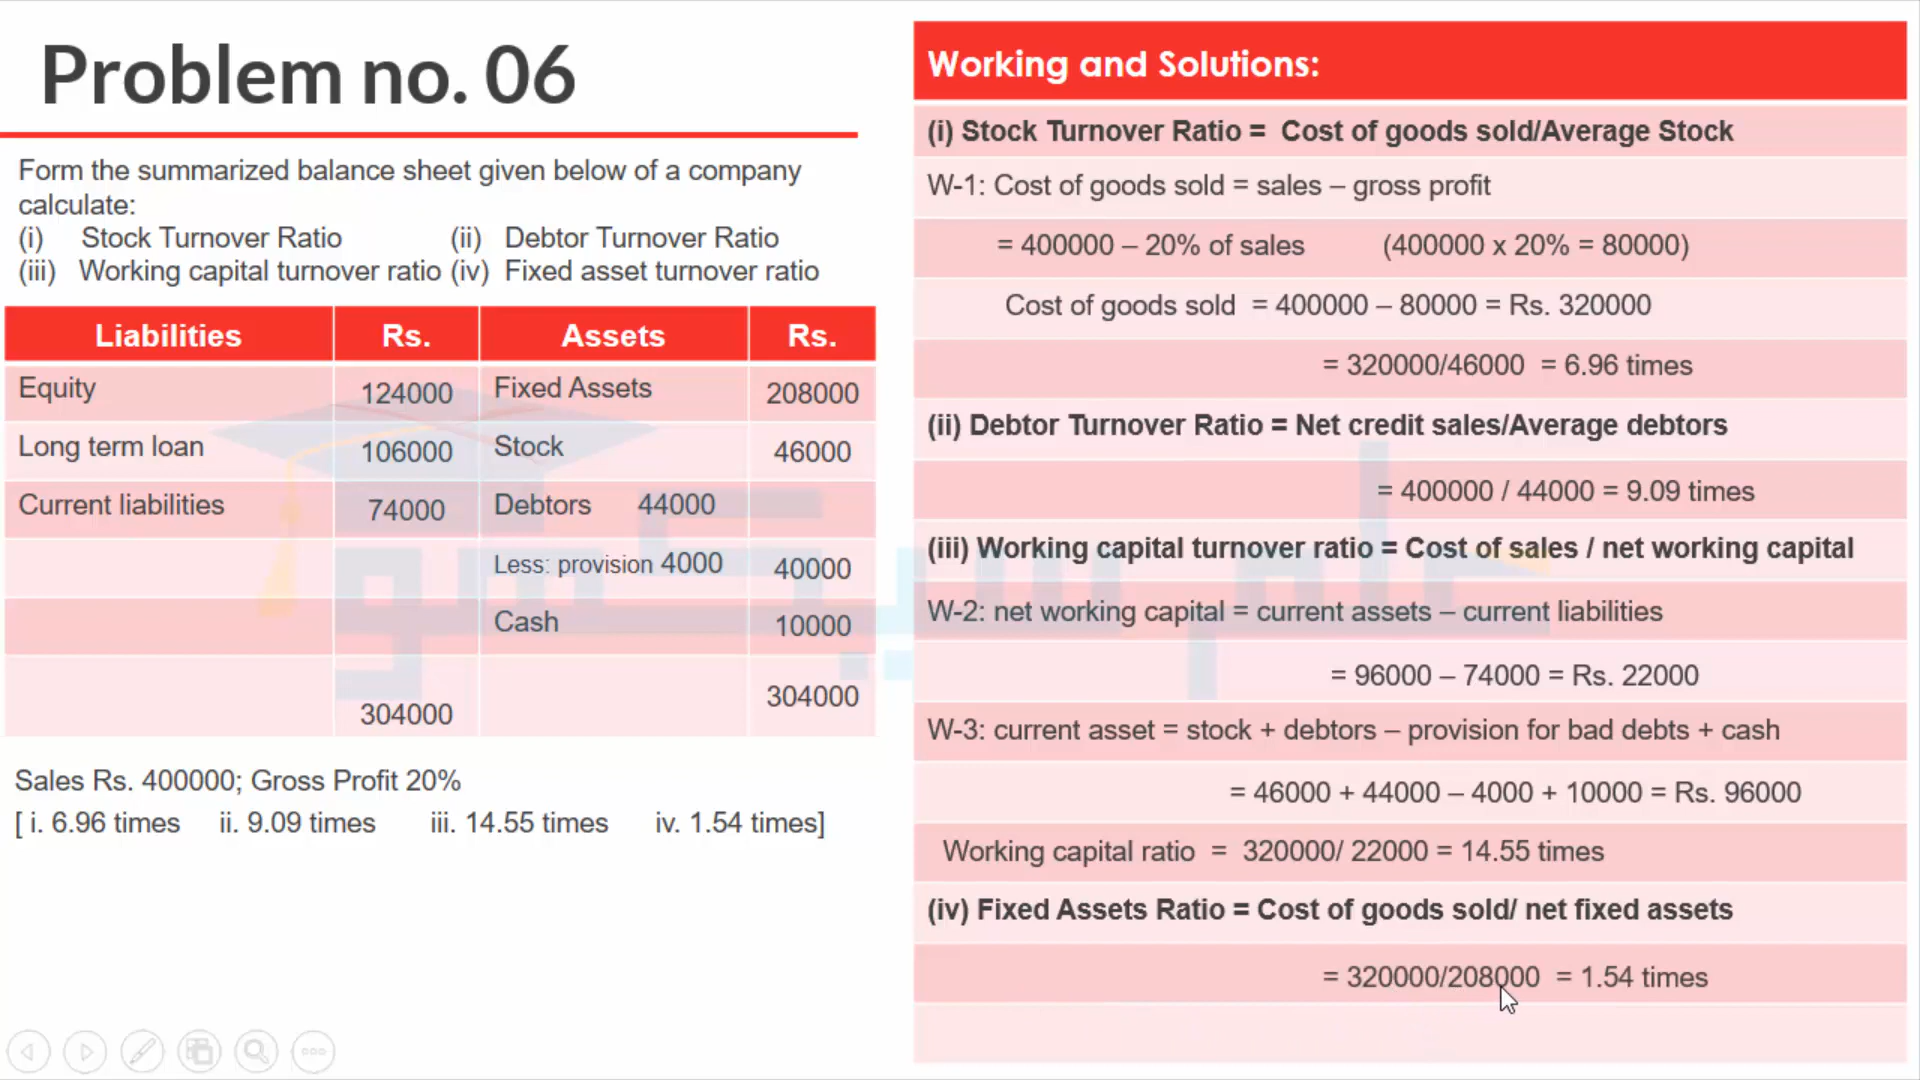 Problem no. 06
Form the summarized balance sheet given below of a company
calculate:
(i) Stock Turnover Ratio (ii) Debtor Turnover Ratio
(iii) Working capital turnover ratio (iv) Fixed asset turnover ratio
Liabilities Rs. Assets Rs.
Equity 124000 Fixed Assets 208000
Long term loan 106000 Stock 46000
Current liabilities 74000 Debtors 44000
Less: provision 4000 40000
Cash 10000
304000 304000
Sales Rs. 400000; Gross Profit 20%
[ i. 6.96 times ii. 9.09 times iii. 14.55 times iv. 1.54 times]
Working and Solutions:
(i) Stock Turnover Ratio = Cost of goods sold/Average Stock
W-1: Cost of goods sold = sales – gross profit
= 400000 – 20% of sales (400000 x 20% = 80000)
Cost of goods sold = 400000 – 80000 = Rs. 320000
= 320000/46000 = 6.96 times
(ii) Debtor Turnover Ratio = Net credit sales/Average debtors
= 400000 / 44000 = 9.09 times
(iii) Working capital turnover ratio = Cost of sales / net working capital
W-2: net working capital = current assets – current liabilities
= 96000 – 74000 = Rs. 22000
W-3: current asset = stock + debtors – provision for bad debts + cash
= 46000 + 44000 – 4000 + 10000 = Rs. 96000
Working capital ratio = 320000/ 22000 = 14.55 times
(iv) Fixed Assets Ratio = Cost of goods sold/ net fixed assets
= 320000/208000 = 1.54 times